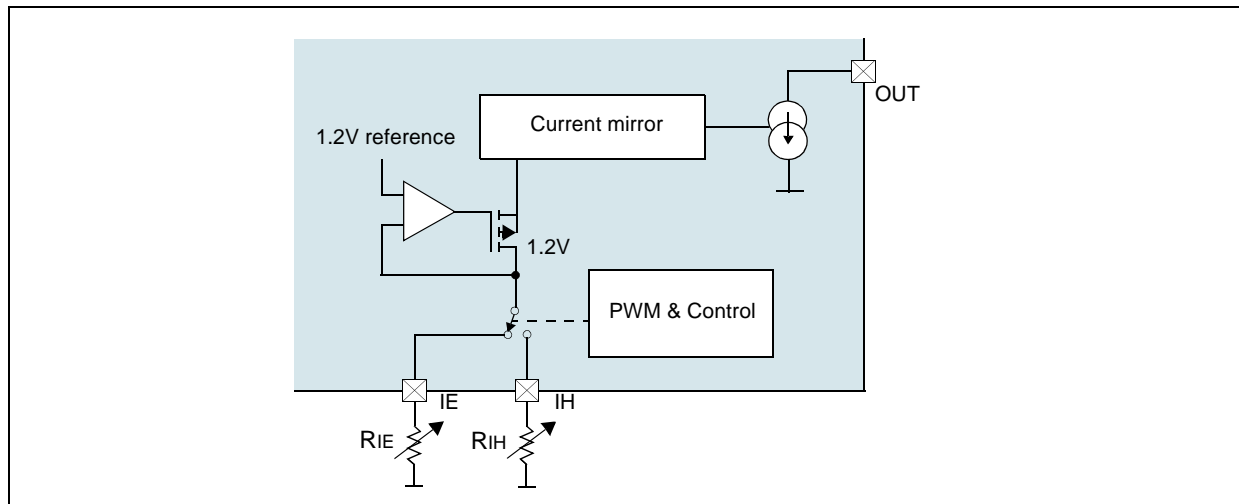 OUT
Current mirror
1.2V reference
1.2V
PWM & Control
IE
IH
RIE
RIH